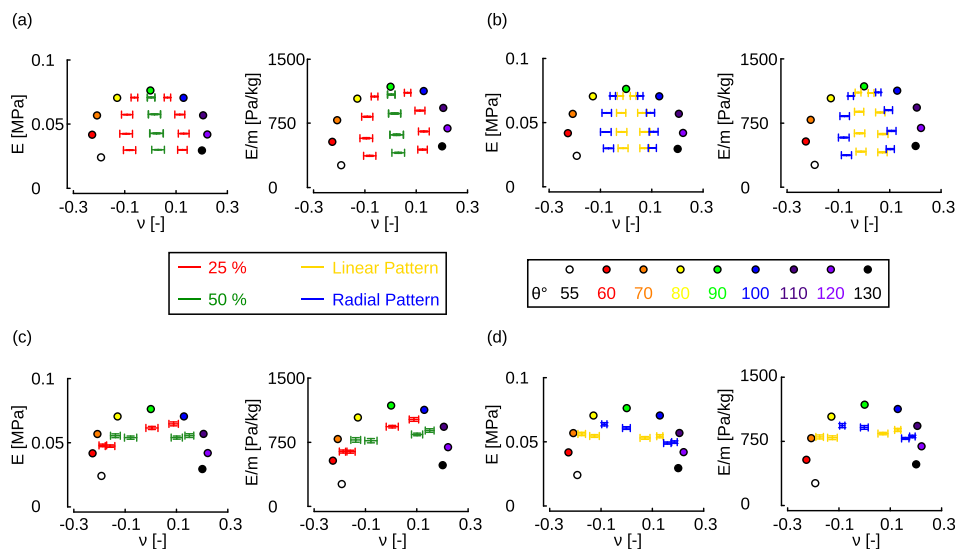 (a)
(b)
0.1
0.05
0
E [MPa]
-0.3 -0.1 0.1 0.3
ν [-]
1500
750
0
E/m [Pa/kg]
-0.3 -0.1 0.1 0.3
ν [-]
0.1
0.05
0
E [MPa]
-0.3 -0.1 0.1 0.3
ν [-]
1500
750
0
E/m [Pa/kg]
-0.3 -0.1 0.1 0.3
ν [-]
25 % Linear Pattern
50 % Radial Pattern
θ° 55 60 70 80 90 100 110 120 130
(c)
(d)
0.1
0.05
0
E [MPa]
-0.3 -0.1 0.1 0.3
ν [-]
1500
750
0
E/m [Pa/kg]
-0.3 -0.1 0.1 0.3
ν [-]
0.1
0.05
0
E [MPa]
-0.3 -0.1 0.1 0.3
ν [-]
1500
750
0
E/m [Pa/kg]
-0.3 -0.1 0.1 0.3
ν [-]